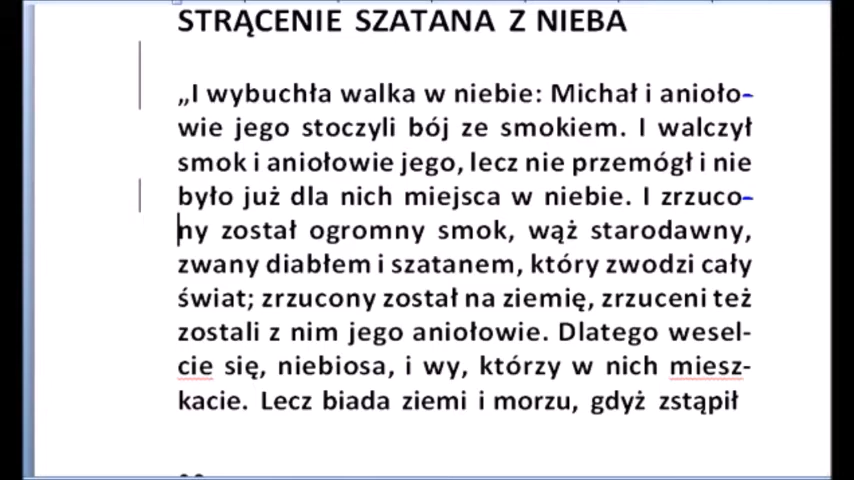 STRĄCENIE SZATANA Z NIEBA
„I wybuchła walka w niebie: Michał i anioło-
wie jego stoczyli bój ze smokiem. I walczył
smok i aniołowie jego, lecz nie przemógł i nie
było już dla nich miejsca w niebie. I zrzuco-
ny został ogromny smok, wąż starodawny,
zwany diabłem i szatanem, który zwodzi cały
świat; zrzucony został na ziemię, zrzuceni też
zostali z nim jego aniołowie. Dlatego wesel-
cie się, niebiosa, i wy, którzy w nich miesz-
kacie. Lecz biada ziemi i morzu, gdyż zstąpił